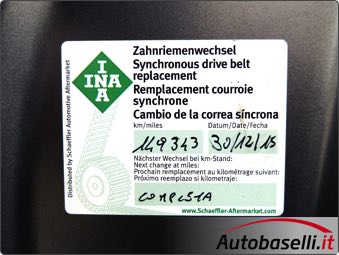 INA
INA
Zahnriemenwechsel
Synchronous drive belt
replacement
Remplacement courroie
synchrone
Cambio de la correa síncrona
km/miles
Datum/Date/Fecha
149343 30/12/15
Nächster Wechsel bei km-Stand:
Next change at miles:
Prochain remplacement au kilométrage suivant:
Próximo reemplazo si kilometraje:
COMPLETA
www.Schaeffler-Aftermarket.com
Distributed by Schaeffler Automotive Aftermarket
Autobaselli.it